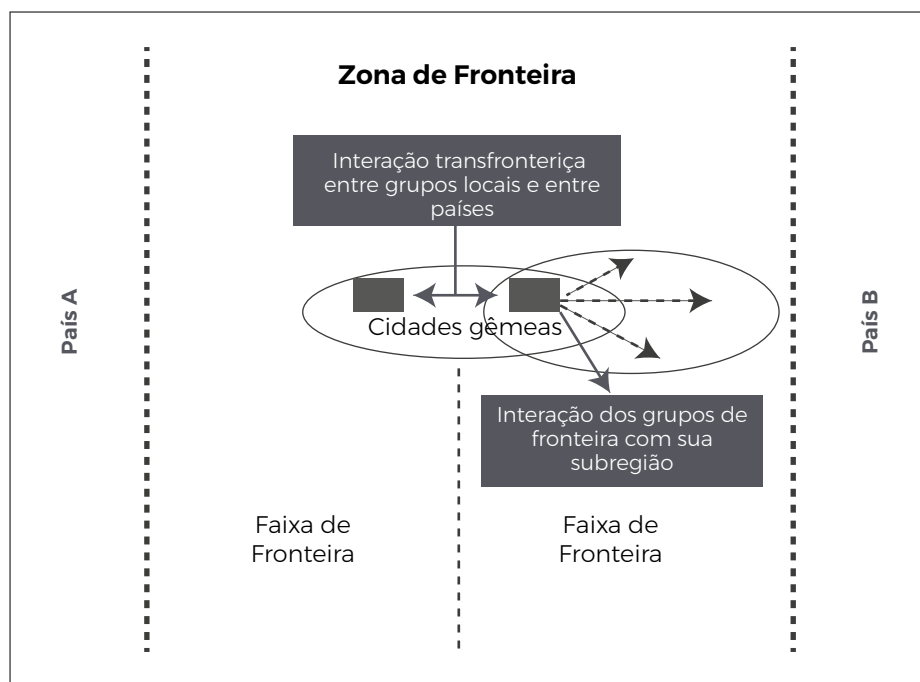 Zona de Fronteira
Interação transfronteriça
entre grupos locais e entre
países
País A
Cidades gêmeas
País B
Interação dos grupos de
fronteira com sua
subregião
Faixa de
Fronteira
Faixa de
Fronteira